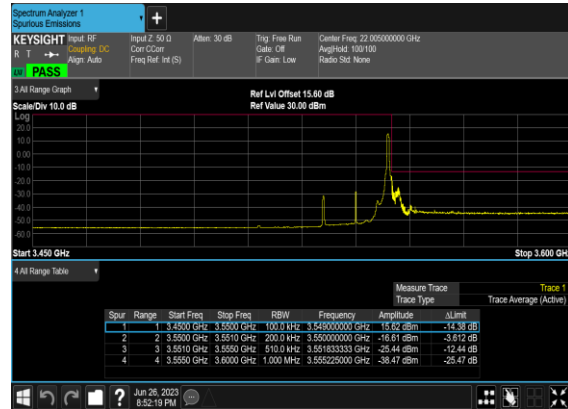 Spectrum Analyzer 1
Spurious Emissions
+
KEYSIGHT Input: RF Input Z: 50 Ω Atten: 30 dB Trig: Free Run Center Freq: 22.005000000 GHz
R T Coupling: DC Corr CCorr Gate: Off Avg|Hold: 100/100
Align: Auto Freq Ref: Int (S) IF Gain: Low Radio Std: None
LW PASS
3 All Range Graph
Ref Lvl Offset 15.60 dB
Scale/Div 10.0 dB Ref Value 30.00 dBm
Log
20.0
10.0
0.00
-10.0
-20.0
-30.0
-40.0
-50.0
-60.0
Start 3.450 GHz Stop 3.600 GHz
4 All Range Table
Measure Trace Trace 1
Trace Type Trace Average (Active)
Spur Range Start Freq Stop Freq RBW Frequency Amplitude ΔLimit
1 1 3.4500 GHz 3.5500 GHz 100.0 kHz 3.549000000 GHz 15.62 dBm -14.38 dB
2 2 3.5500 GHz 3.5510 GHz 200.0 kHz 3.550000000 GHz -16.61 dBm -3.612 dB
3 3 3.5510 GHz 3.5550 GHz 510.0 kHz 3.551833333 GHz -25.44 dBm -12.44 dB
4 4 3.5550 GHz 3.6000 GHz 1.000 MHz 3.555225000 GHz -38.47 dBm -25.47 dB
? Jun 26, 2023
8:52:19 PM